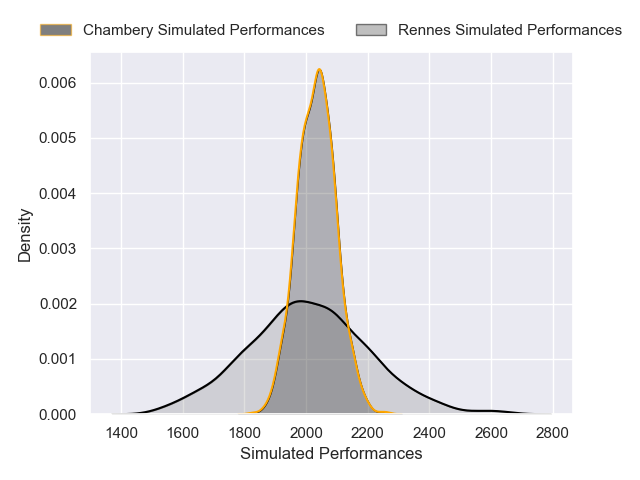 Chambery Simulated Performances
Rennes Simulated Performances
0.006
0.005
0.004
0.003
0.002
0.001
0.000
Density
1400 1600 1800 2000 2200 2400 2600 2800
Simulated Performances